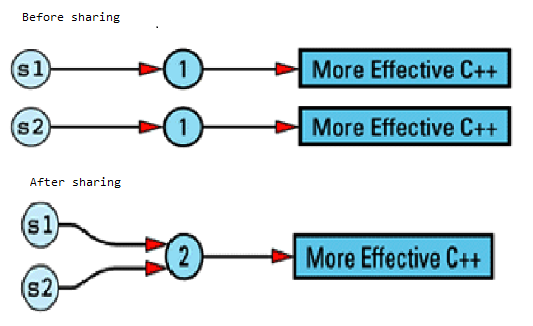 Before sharing
s1 1 More Effective C++
s2 1 More Effective C++
After sharing
s1
2 More Effective C++
s2